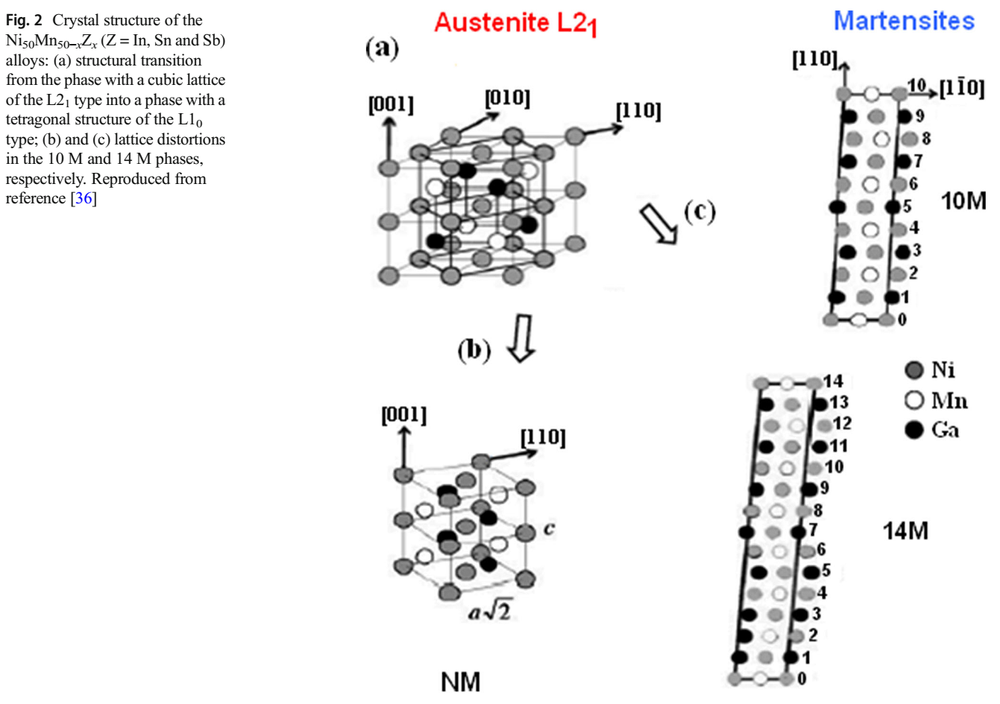 Fig. 2 Crystal structure of the
Ni50Mn50−xZx (Z = In, Sn and Sb)
alloys: (a) structural transition
from the phase with a cubic lattice
of the L21 type into a phase with a
tetragonal structure of the L10
type; (b) and (c) lattice distortions
in the 10 M and 14 M phases,
respectively. Reproduced from
reference [36]
Austenite L21
(a)
[001]
[010]
[110]
(b)
(c)
[001]
[110]
c
a√2
NM
Martensites
[110]
[11̄0]
10
9
8
7
6
5
4
3
2
1
0
10M
Ni
Mn
Ga
14
13
12
11
10
9
8
7
6
5
4
3
2
1
0
14M